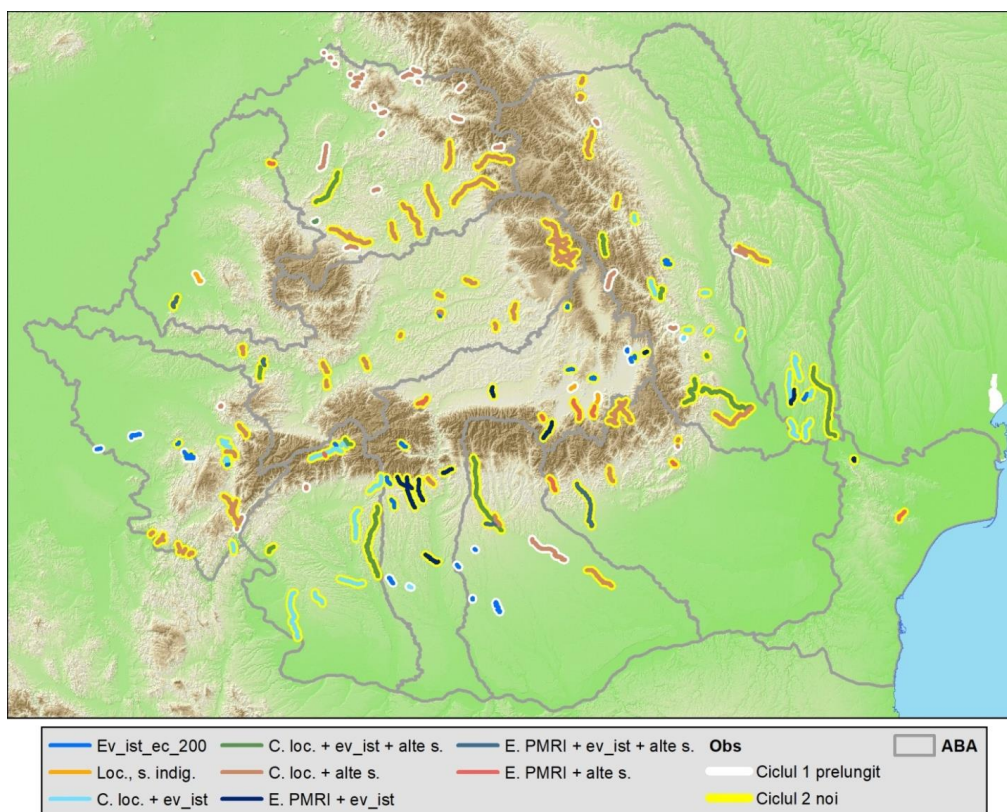 Ev_ist_ec_200 C. loc. + ev_ist + alte s. E. PMRI + ev_ist + alte s. Obs ABA
Loc., s. indig. C. loc. + alte s. E. PMRI + alte s. Ciclul 1 prelungit
C. loc. + ev_ist E. PMRI + ev_ist Ciclul 2 noi